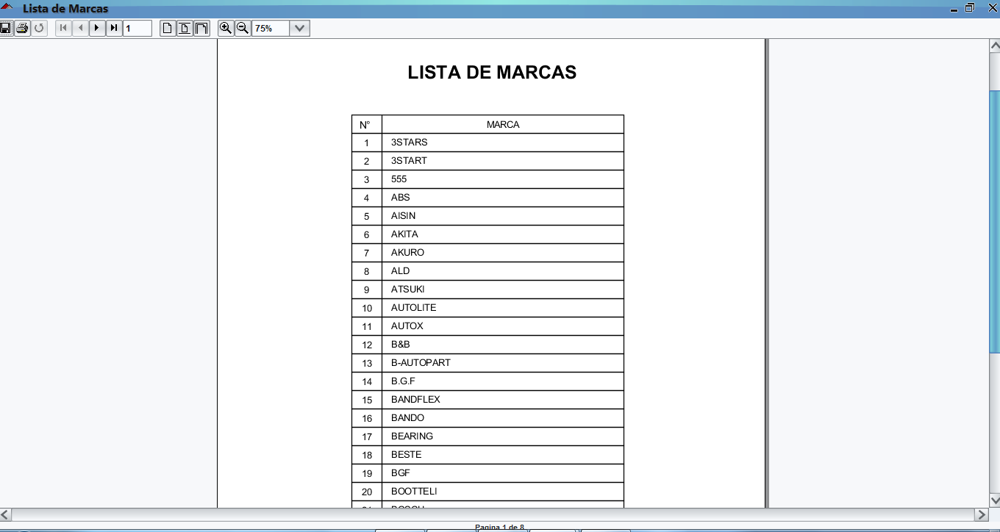 Lista de Marcas
1
75%
LISTA DE MARCAS
N° MARCA
1 3STARS
2 3START
3 555
4 ABS
5 AISIN
6 AKITA
7 AKURO
8 ALD
9 ATSUKI
10 AUTOLITE
11 AUTOX
12 B&B
13 B-AUTOPART
14 B.G.F
15 BANDFLEX
16 BANDO
17 BEARING
18 BESTE
19 BGF
20 BOOTTELI
Pagina 1 de 8